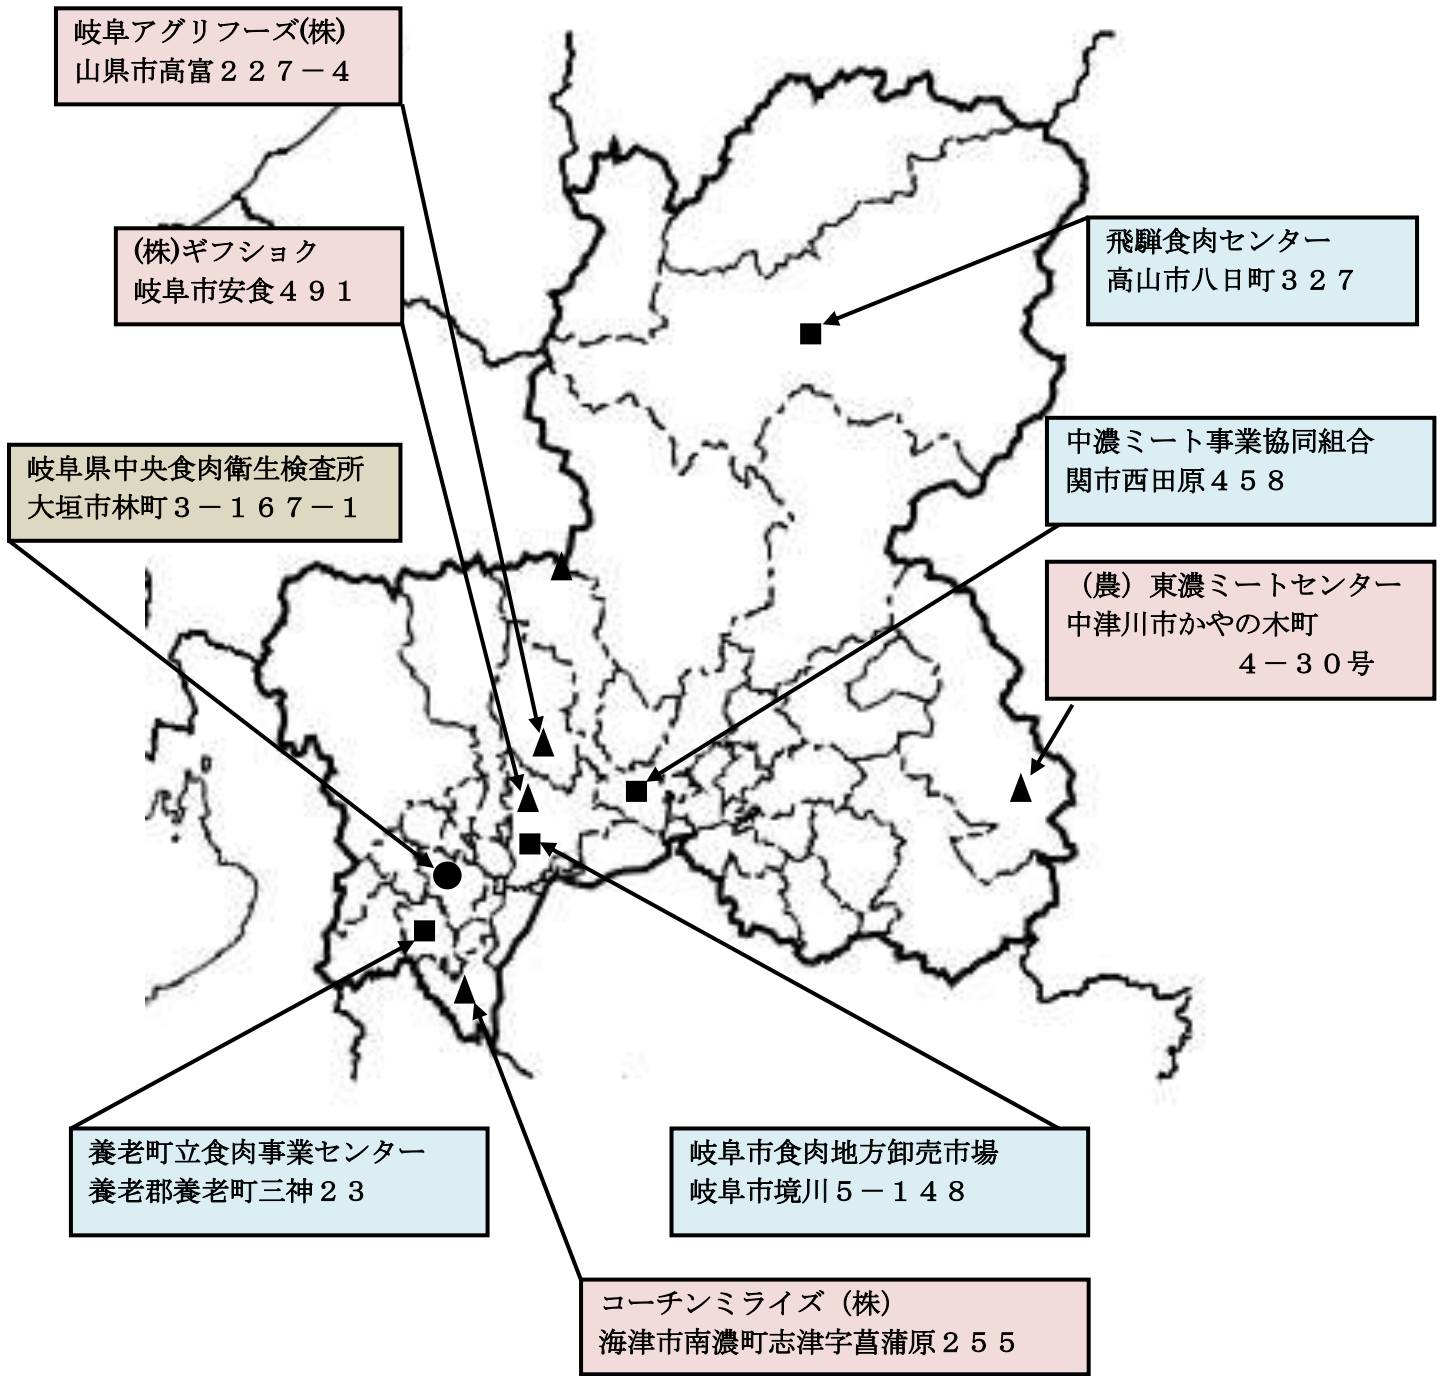 岐阜アグリフーズ(株)
山県市高富２２７－４
(株)ギフショク
岐阜市安食４９１
飛騨食肉センター
高山市八日町３２７
中濃ミート事業協同組合
関市西田原４５８
岐阜県中央食肉衛生検査所
大垣市林町３－１６７－１
（農）東濃ミートセンター
中津川市かやの木町
４－３０号
養老町立食肉事業センター
養老郡養老町三神２３
岐阜市食肉地方卸売市場
岐阜市境川５－１４８
コーチンミライズ（株）
海津市南濃町志津字菖蒲原２５５